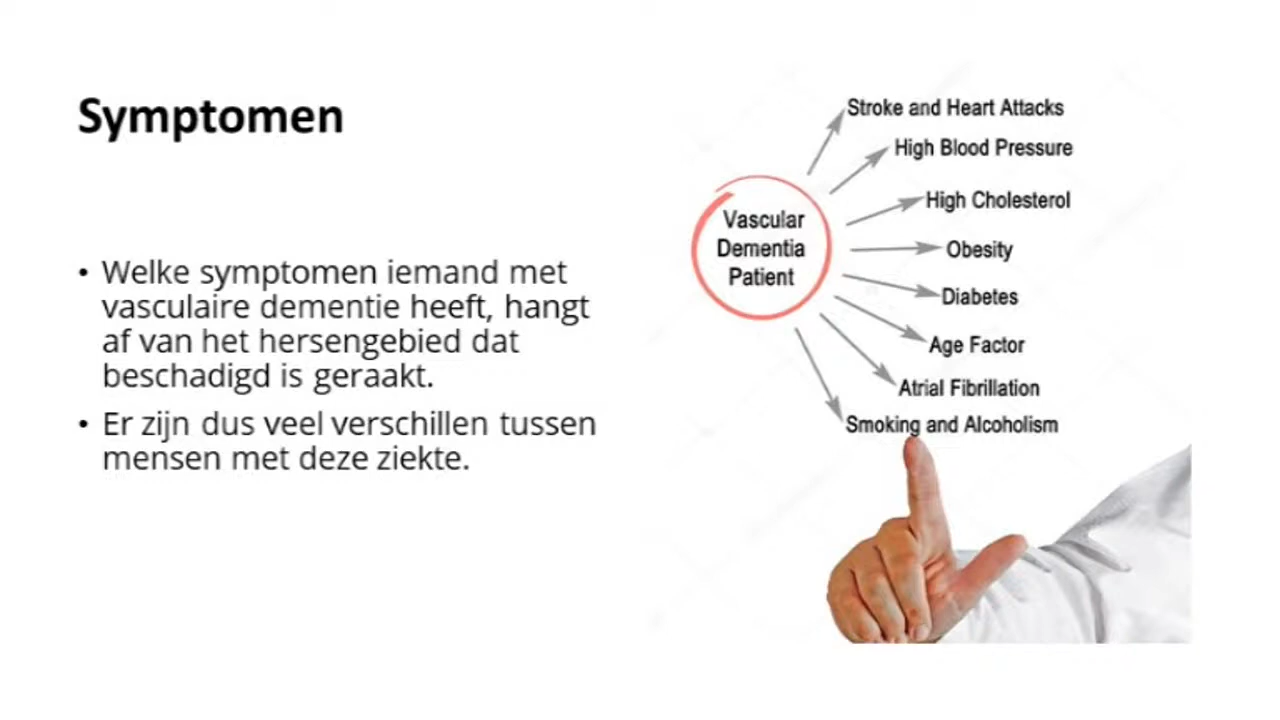 Symptomen
• Welke symptomen iemand met
vasculaire dementie heeft, hangt
af van het hersengebied dat
beschadigd is geraakt.
• Er zijn dus veel verschillen tussen
mensen met deze ziekte.
Vascular
Dementia
Patient
Stroke and Heart Attacks
High Blood Pressure
High Cholesterol
Obesity
Diabetes
Age Factor
Atrial Fibrillation
Smoking and Alcoholism